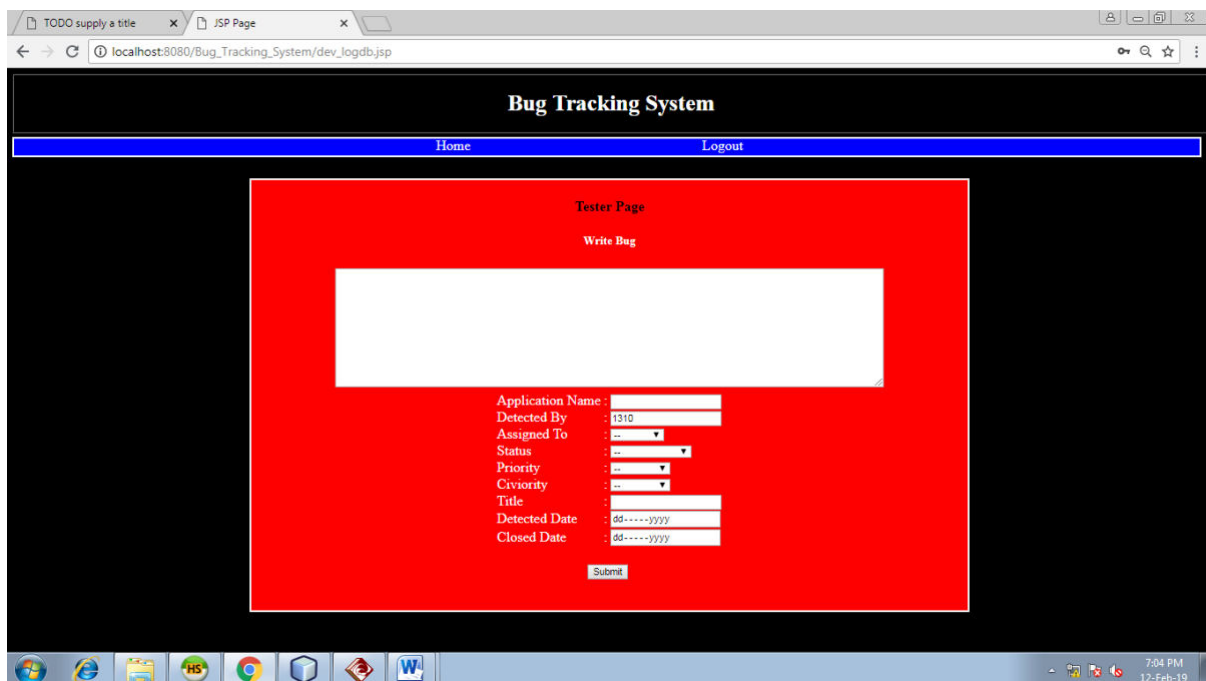 TODO supply a title
JSP Page
localhost:8080/Bug_Tracking_System/dev_logdb.jsp
Bug Tracking System
Home Logout
Tester Page
Write Bug
Application Name :
Detected By : 1310
Assigned To : --
Status : --
Priority : --
Civiority : --
Title :
Detected Date : dd-----yyyy
Closed Date : dd-----yyyy
Submit
HS
W
7:04 PM
12-Feb-19